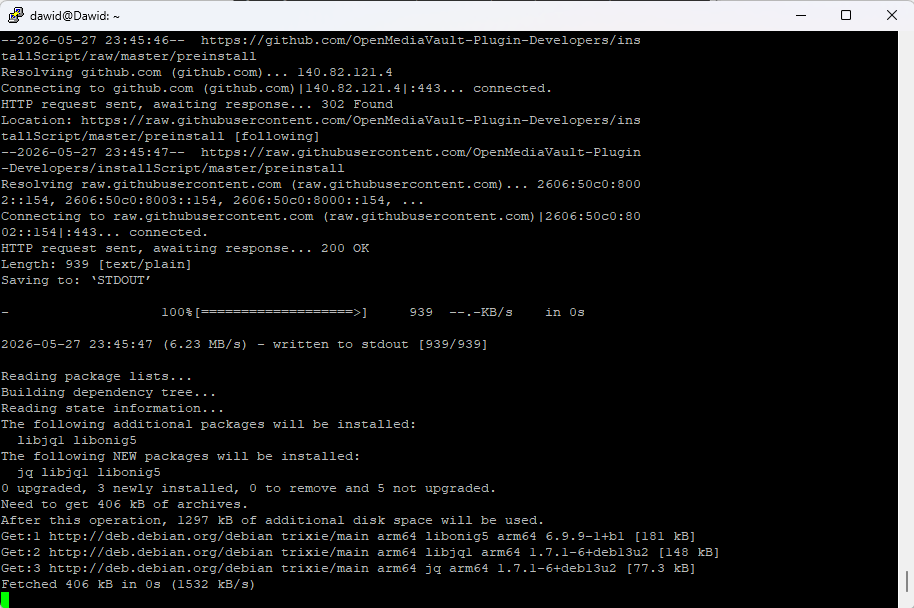 dawid@Dawid: ~
--2026-05-27 23:45:46--  https://github.com/OpenMediaVault-Plugin-Developers/ins
tallScript/raw/master/preinstall
Resolving github.com (github.com)... 140.82.121.4
Connecting to github.com (github.com)|140.82.121.4|:443... connected.
HTTP request sent, awaiting response... 302 Found
Location: https://raw.githubusercontent.com/OpenMediaVault-Plugin-Developers/ins
tallScript/master/preinstall [following]
--2026-05-27 23:45:47--  https://raw.githubusercontent.com/OpenMediaVault-Plugin
-Developers/installScript/master/preinstall
Resolving raw.githubusercontent.com (raw.githubusercontent.com)... 2606:50c0:800
2::154, 2606:50c0:8003::154, 2606:50c0:8000::154, ...
Connecting to raw.githubusercontent.com (raw.githubusercontent.com)|2606:50c0:80
02::154|:443... connected.
HTTP request sent, awaiting response... 200 OK
Length: 939 [text/plain]
Saving to: ‘STDOUT’
-                   100%[===================>]     939  --.-KB/s    in 0s
2026-05-27 23:45:47 (6.23 MB/s) - written to stdout [939/939]
Reading package lists...
Building dependency tree...
Reading state information...
The following additional packages will be installed:
  libjq1 libonig5
The following NEW packages will be installed:
  jq libjq1 libonig5
0 upgraded, 3 newly installed, 0 to remove and 5 not upgraded.
Need to get 406 kB of archives.
After this operation, 1297 kB of additional disk space will be used.
Get:1 http://deb.debian.org/debian trixie/main arm64 libonig5 arm64 6.9.9-1+b1 [181 kB]
Get:2 http://deb.debian.org/debian trixie/main arm64 libjq1 arm64 1.7.1-6+deb13u2 [148 kB]
Get:3 http://deb.debian.org/debian trixie/main arm64 jq arm64 1.7.1-6+deb13u2 [77.3 kB]
Fetched 406 kB in 0s (1532 kB/s)